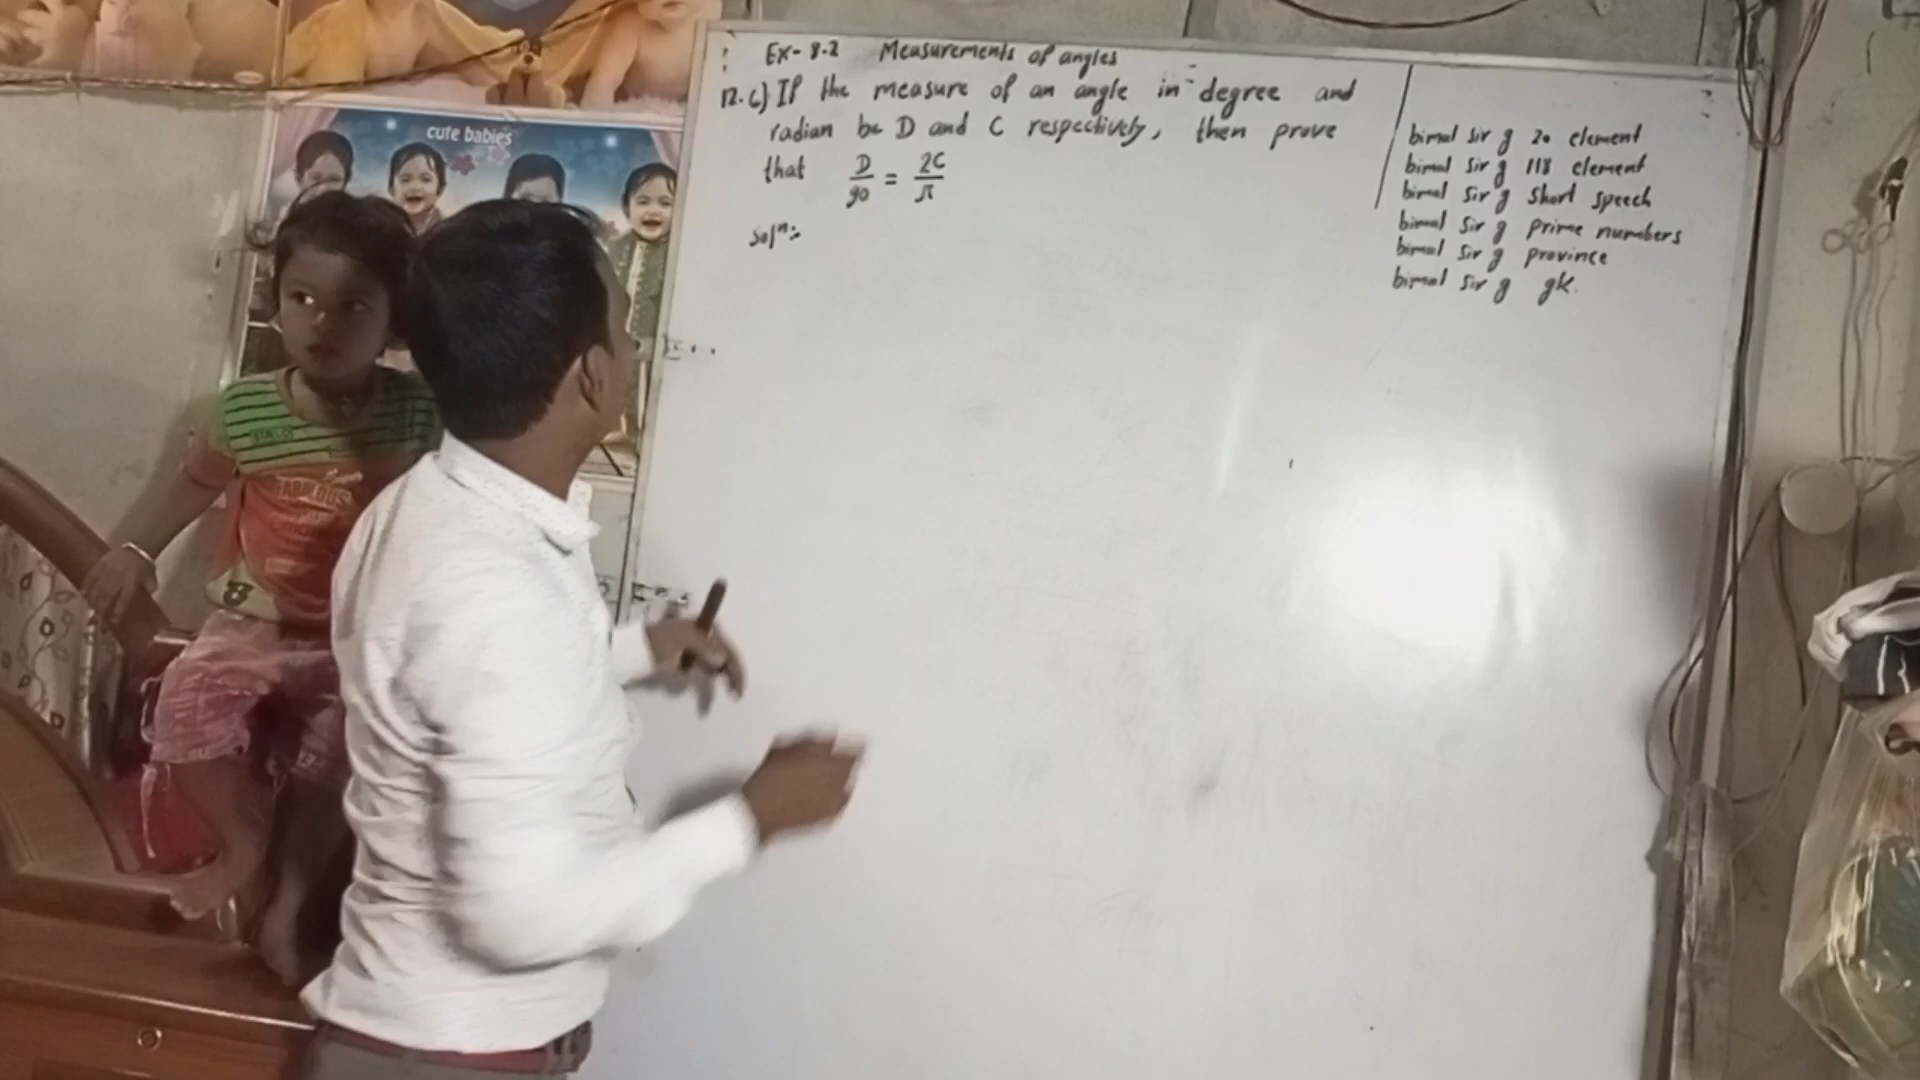 Ex- 8.2 Measurements of angles
12. c) If the measure of an angle in degree and
radian be D and C respectively, then prove
that D/90 = 2C/π
Solⁿ:-
bimal sir g 20 element
bimal sir g 118 element
bimal sir g short speech
bimal sir g prime numbers
bimal sir g province
bimal sir g gk.
cute babies
FABULOUS